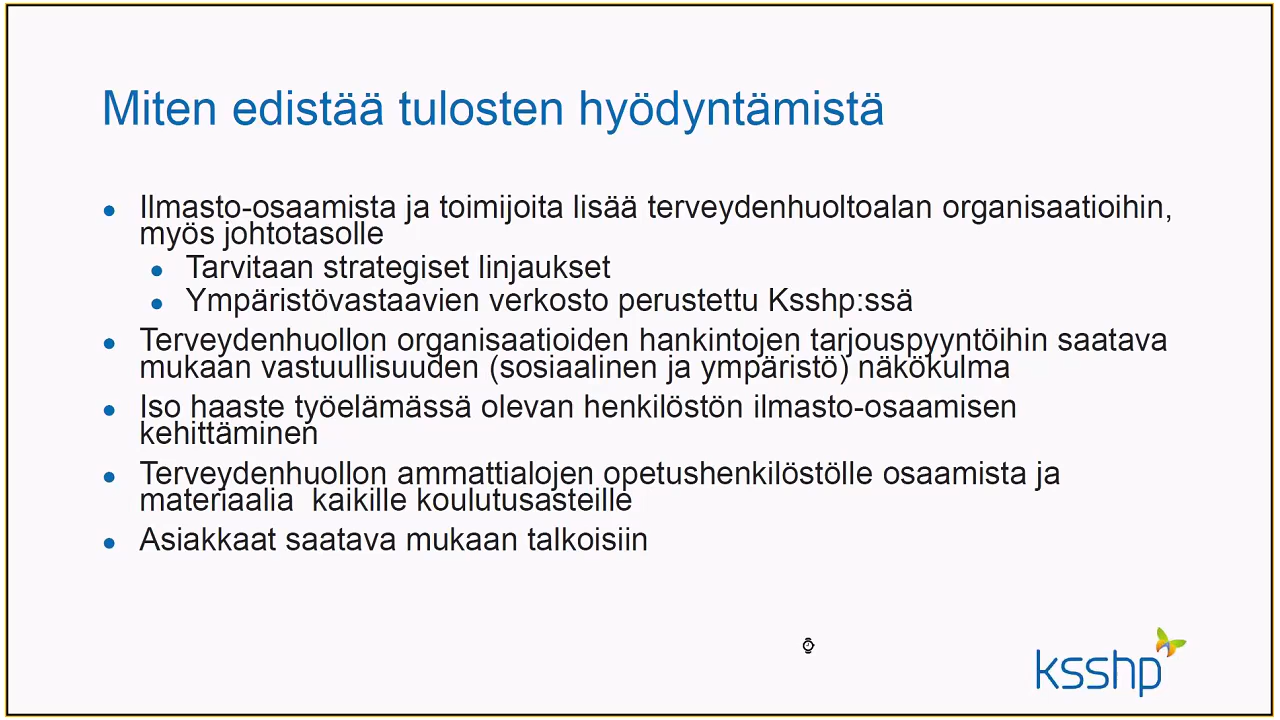 Miten edistää tulosten hyödyntämistä
Ilmasto-osaamista ja toimijoita lisää terveydenhuoltoalan organisaatioihin,
myös johtotasolle
Tarvitaan strategiset linjaukset
Ympäristövastaavien verkosto perustettu Ksshp:ssä
Terveydenhuollon organisaatioiden hankintojen tarjouspyyntöihin saatava
mukaan vastuullisuuden (sosiaalinen ja ympäristö) näkökulma
Iso haaste työelämässä olevan henkilöstön ilmasto-osaamisen
kehittäminen
Terveydenhuollon ammattialojen opetushenkilöstölle osaamista ja
materiaalia  kaikille koulutusasteille
Asiakkaat saatava mukaan talkoisiin
ksshp